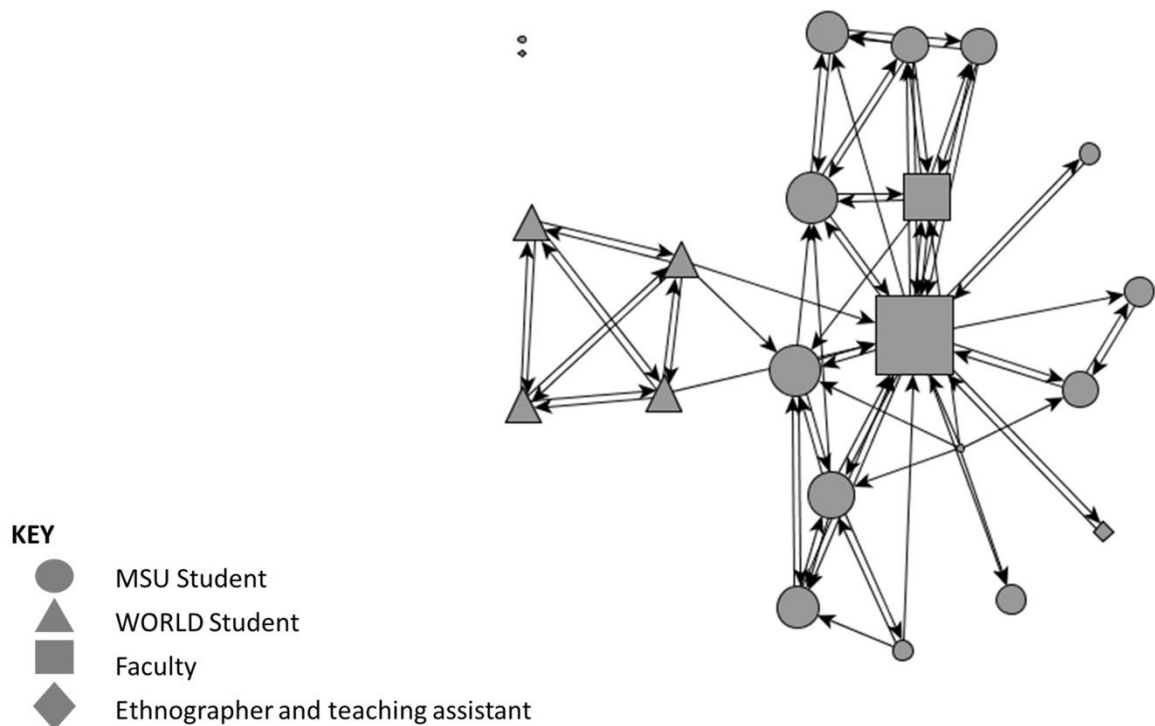 KEY
MSU Student
WORLD Student
Faculty
Ethnographer and teaching assistant